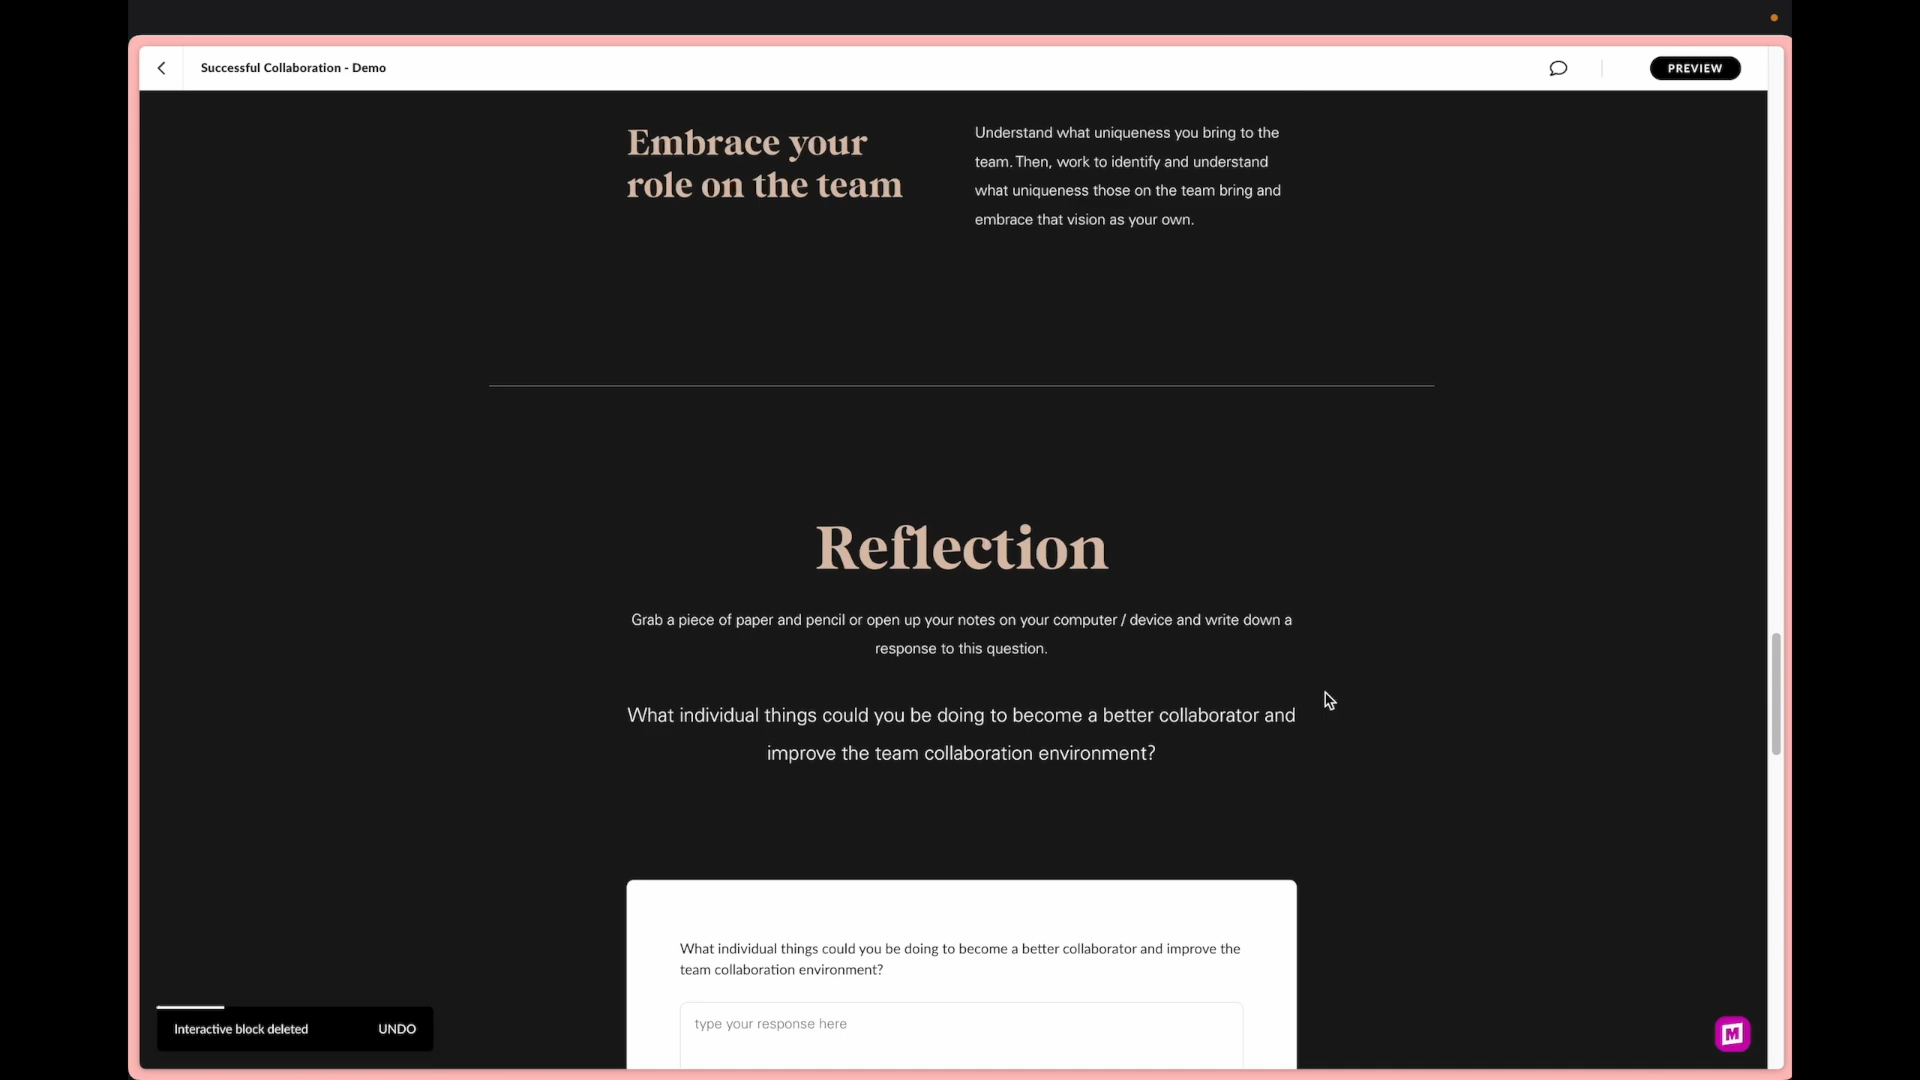 Successful Collaboration - Demo
PREVIEW
Embrace your
role on the team
Understand what uniqueness you bring to the
team. Then, work to identify and understand
what uniqueness those on the team bring and
embrace that vision as your own.
Reflection
Grab a piece of paper and pencil or open up your notes on your computer / device and write down a
response to this question.
What individual things could you be doing to become a better collaborator and
improve the team collaboration environment?
What individual things could you be doing to become a better collaborator and improve the
team collaboration environment?
type your response here
Interactive block deleted
UNDO
M